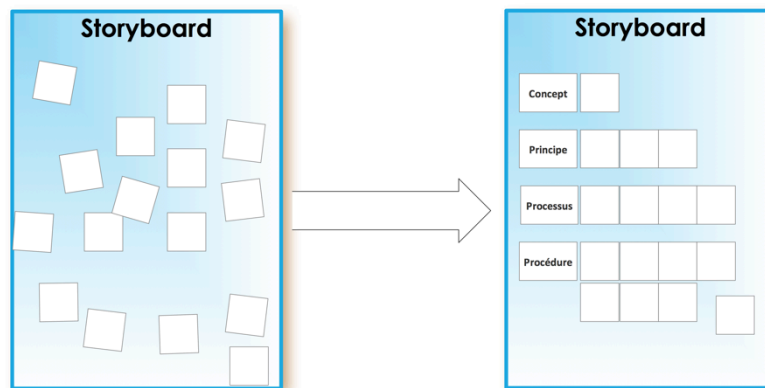 Storyboard
Storyboard
Concept
Principe
Processus
Procédure